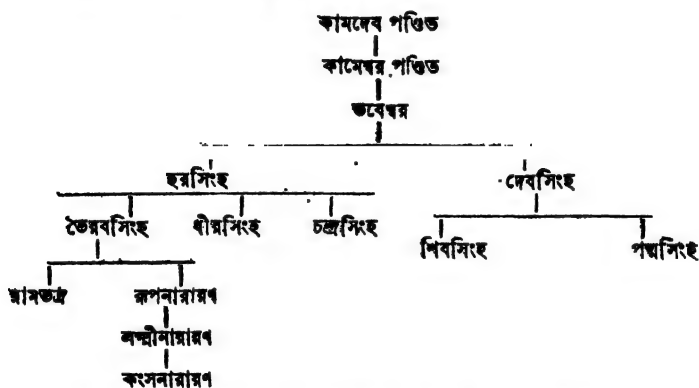 কামদেব পণ্ডিত
কামেশ্বর পণ্ডিত
ভবেশ্বর
হরসিংহ দেবসিংহ
ভৈরবসিংহ ধীরসিংহ চন্দ্রসিংহ শিবসিংহ পদ্মসিংহ
রামভদ্র রূপনারায়ণ
লক্ষ্মীনারায়ণ
কংসনারায়ণ